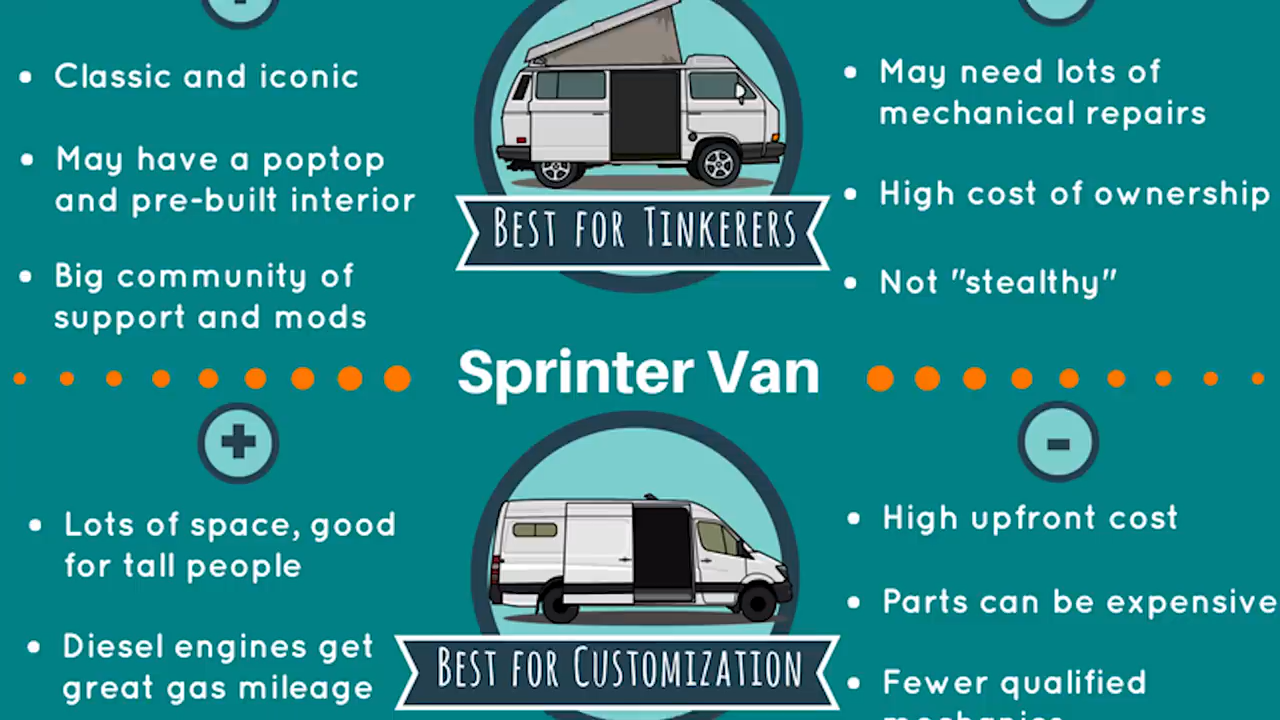 • Classic and iconic
• May have a poptop
and pre-built interior
• Big community of
support and mods
BEST FOR TINKERERS
• May need lots of
mechanical repairs
• High cost of ownership
• Not "stealthy"
Sprinter Van
+
• Lots of space, good
for tall people
• Diesel engines get
great gas mileage
BEST FOR CUSTOMIZATION
-
• High upfront cost
• Parts can be expensive
• Fewer qualified